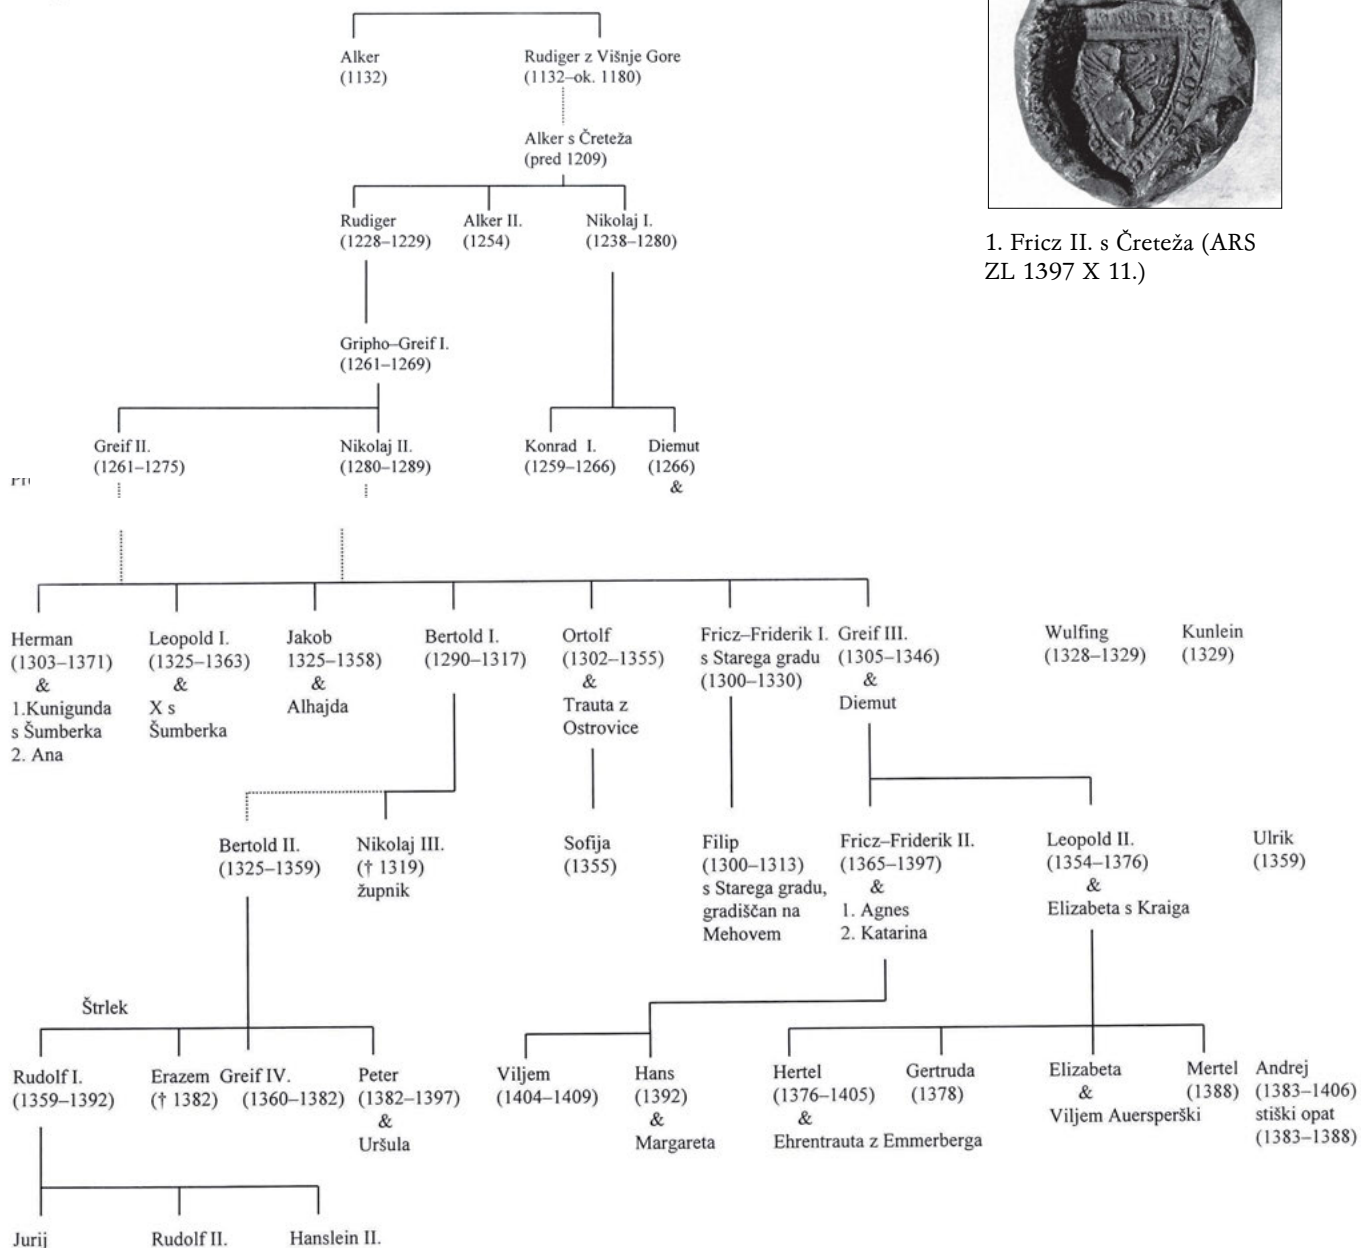 Alker
(1132)
Rudiger z Višnje Gore
(1132–ok. 1180)
Alker s Čreteža
(pred 1209)
Rudiger
(1228–1229)
Alker II.
(1254)
Nikolaj I.
(1238–1280)
1. Fricz II. s Čreteža (ARS
ZL 1397 X 11.)
Gripho–Greif I.
(1261–1269)
Greif II.
(1261–1275)
Nikolaj II.
(1280–1289)
Konrad I.
(1259–1266)
Diemut
(1266)
&
Herman
(1303–1371)
&
1.Kunigunda
s Šumberka
2. Ana
Leopold I.
(1325–1363)
&
X s
Šumberka
Jakob
1325–1358)
&
Alhajda
Bertold I.
(1290–1317)
Ortolf
(1302–1355)
&
Trauta z
Ostrovice
Fricz–Friderik I.
s Starega gradu
(1300–1330)
Greif III.
(1305–1346)
&
Diemut
Wulfing
(1328–1329)
Kunlein
(1329)
Bertold II.
(1325–1359)
Nikolaj III.
(† 1319)
župnik
Sofija
(1355)
Filip
(1300–1313)
s Starega gradu,
gradiščan na
Mehovem
Fricz–Friderik II.
(1365–1397)
&
1. Agnes
2. Katarina
Leopold II.
(1354–1376)
&
Elizabeta s Kraiga
Ulrik
(1359)
Štrlek
Rudolf I.
(1359–1392)
Erazem
(† 1382)
Greif IV.
(1360–1382)
Peter
(1382–1397)
&
Uršula
Viljem
(1404–1409)
Hans
(1392)
&
Margareta
Hertel
(1376–1405)
&
Ehrentrauta z Emmerberga
Gertruda
(1378)
Elizabeta
&
Viljem Auersperški
Mertel
(1388)
Andrej
(1383–1406)
stiški opat
(1383–1388)
Jurij
Rudolf II.
Hanslein II.